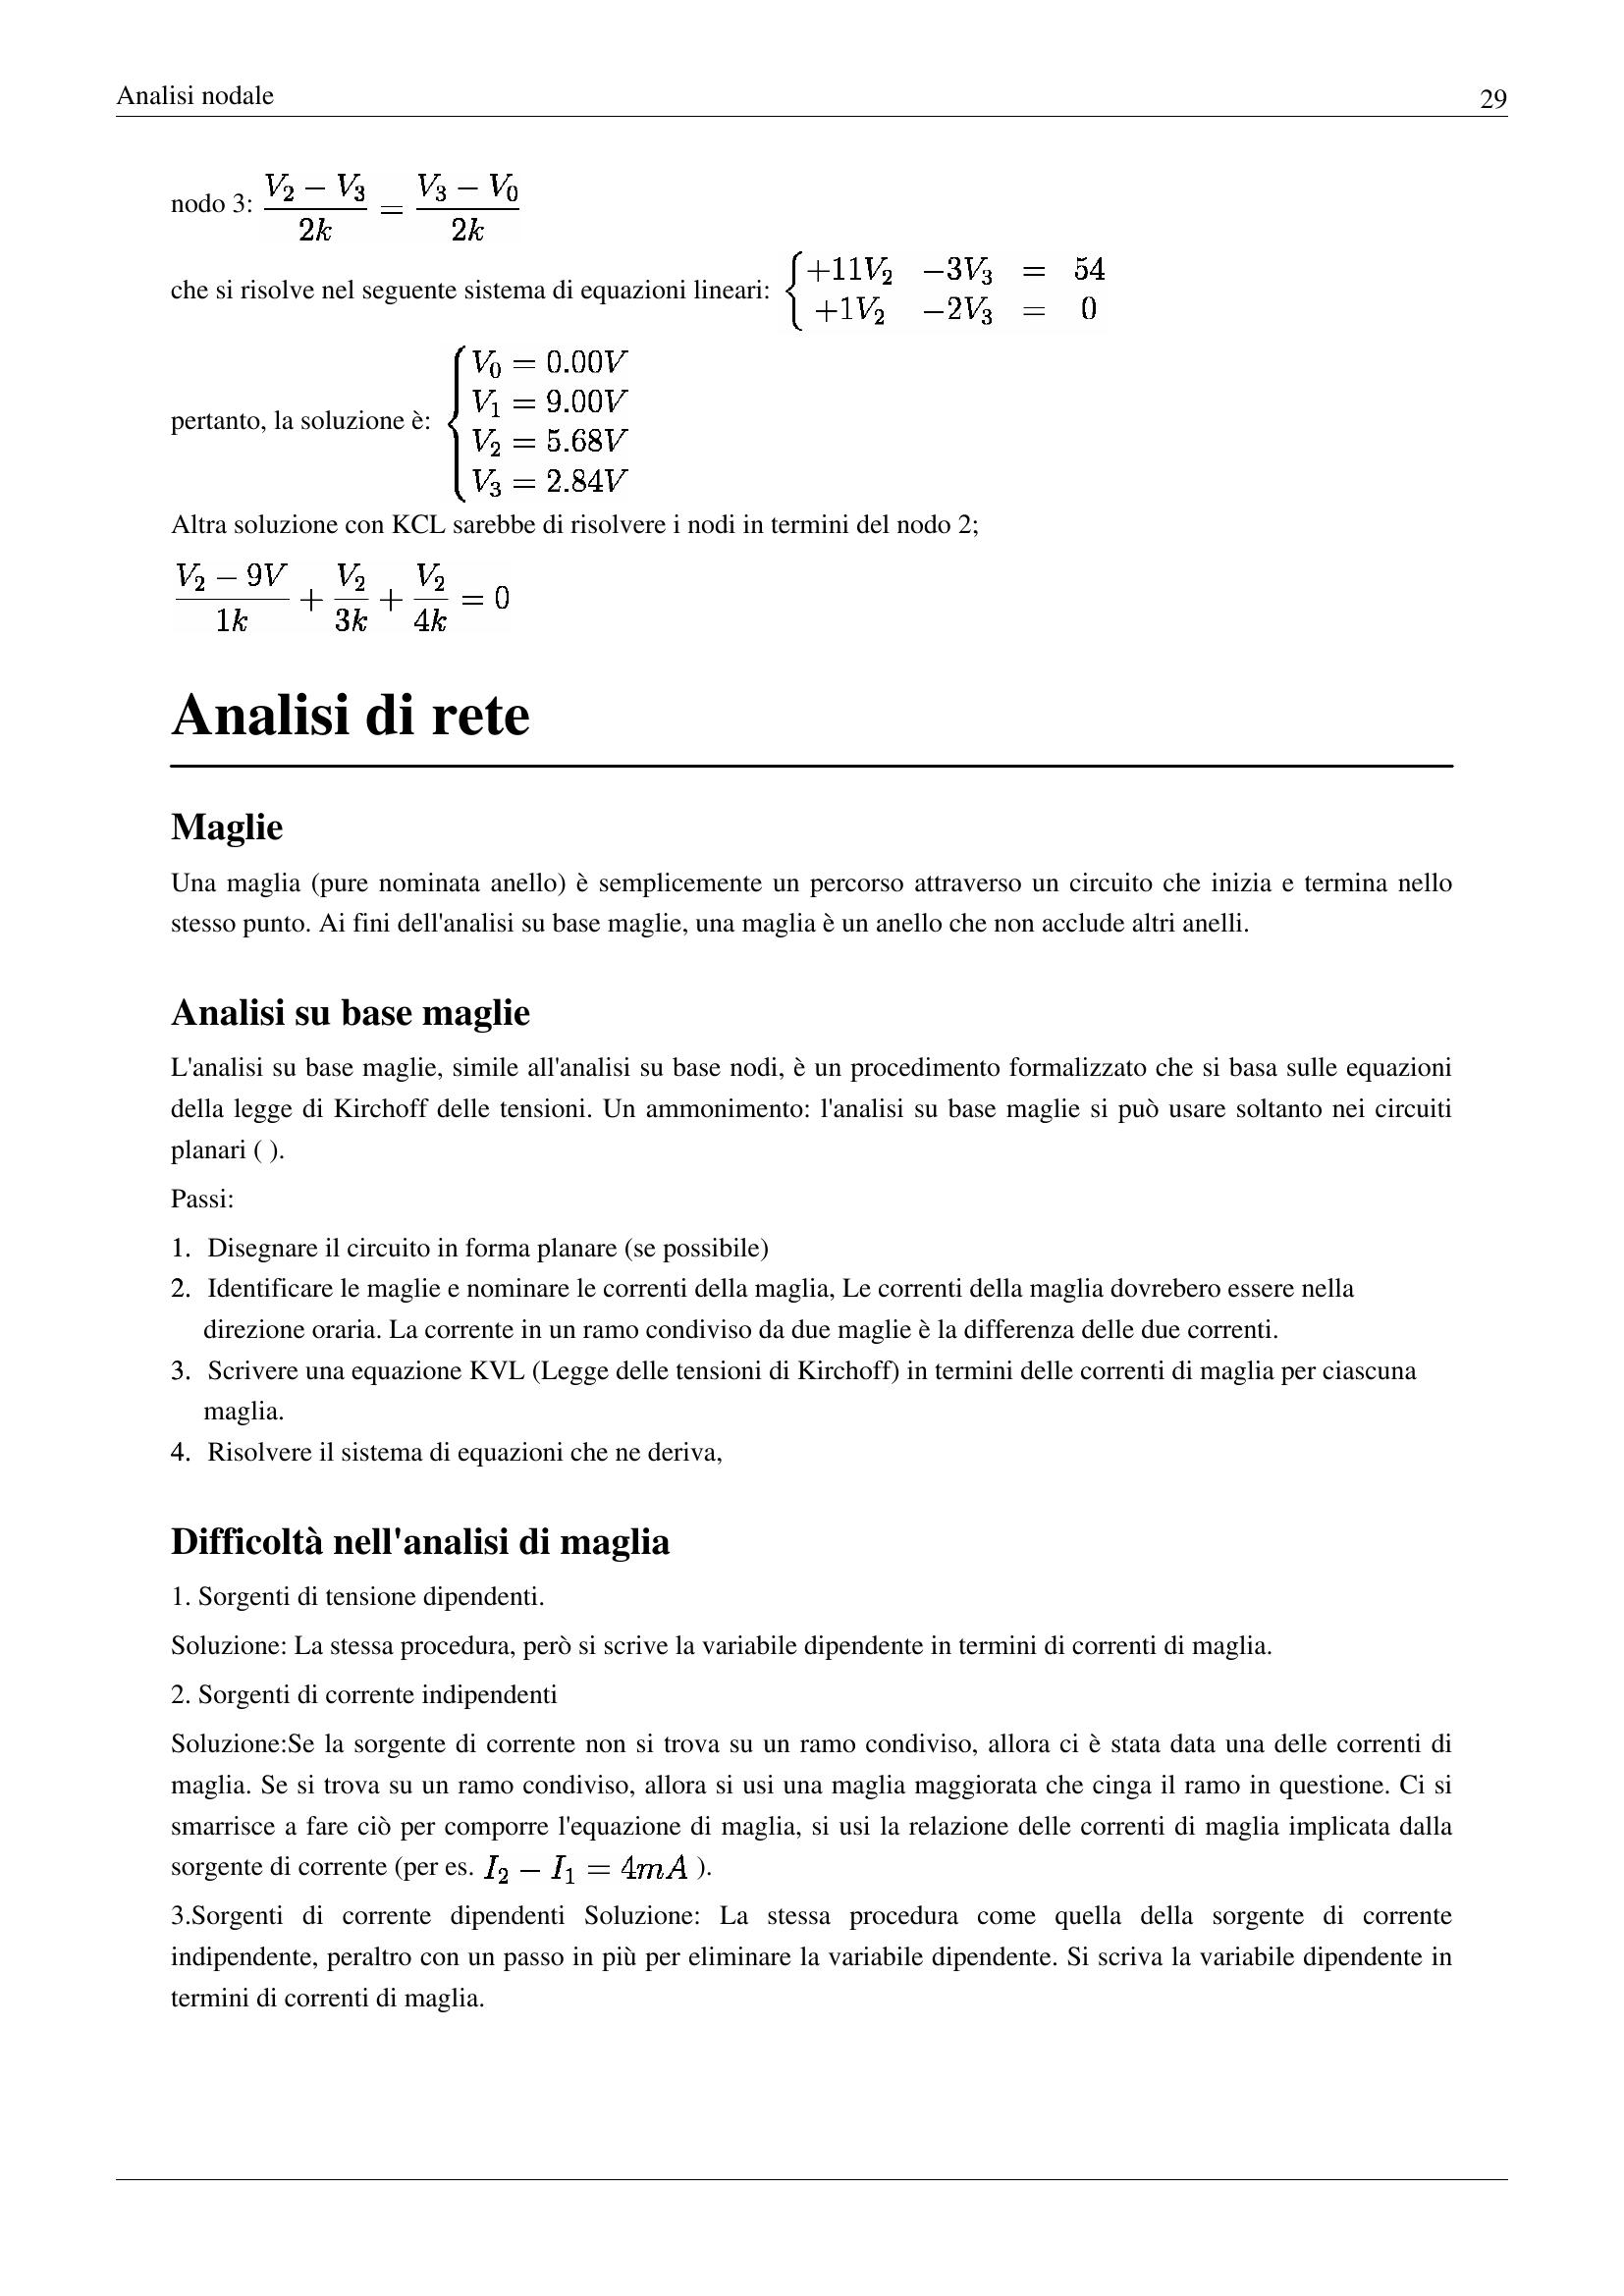 Analisi nodale 29
nodo 3: \frac{V_2 - V_3}{2k} = \frac{V_3 - V_0}{2k}
che si risolve nel seguente sistema di equazioni lineari: \begin{cases} +11V_2 & -3V_3 & = & 54 \\ +1V_2 & -2V_3 & = & 0 \end{cases}
pertanto, la soluzione è: \begin{cases} V_0 = 0.00V \\ V_1 = 9.00V \\ V_2 = 5.68V \\ V_3 = 2.84V \end{cases}
Altra soluzione con KCL sarebbe di risolvere i nodi in termini del nodo 2;
\frac{V_2 - 9V}{1k} + \frac{V_2}{3k} + \frac{V_2}{4k} = 0
Analisi di rete
Maglie
Una maglia (pure nominata anello) è semplicemente un percorso attraverso un circuito che inizia e termina nello
stesso punto. Ai fini dell'analisi su base maglie, una maglia è un anello che non acclude altri anelli.
Analisi su base maglie
L'analisi su base maglie, simile all'analisi su base nodi, è un procedimento formalizzato che si basa sulle equazioni
della legge di Kirchoff delle tensioni. Un ammonimento: l'analisi su base maglie si può usare soltanto nei circuiti
planari ( ).
Passi:
1. Disegnare il circuito in forma planare (se possibile)
2. Identificare le maglie e nominare le correnti della maglia, Le correnti della maglia dovrebero essere nella
direzione oraria. La corrente in un ramo condiviso da due maglie è la differenza delle due correnti.
3. Scrivere una equazione KVL (Legge delle tensioni di Kirchoff) in termini delle correnti di maglia per ciascuna
maglia.
4. Risolvere il sistema di equazioni che ne deriva,
Difficoltà nell'analisi di maglia
1. Sorgenti di tensione dipendenti.
Soluzione: La stessa procedura, però si scrive la variabile dipendente in termini di correnti di maglia.
2. Sorgenti di corrente indipendenti
Soluzione:Se la sorgente di corrente non si trova su un ramo condiviso, allora ci è stata data una delle correnti di
maglia. Se si trova su un ramo condiviso, allora si usi una maglia maggiorata che cinga il ramo in questione. Ci si
smarrisce a fare ciò per comporre l'equazione di maglia, si usi la relazione delle correnti di maglia implicata dalla
sorgente di corrente (per es. I_2 - I_1 = 4mA ).
3.Sorgenti di corrente dipendenti Soluzione: La stessa procedura come quella della sorgente di corrente
indipendente, peraltro con un passo in più per eliminare la variabile dipendente. Si scriva la variabile dipendente in
termini di correnti di maglia.